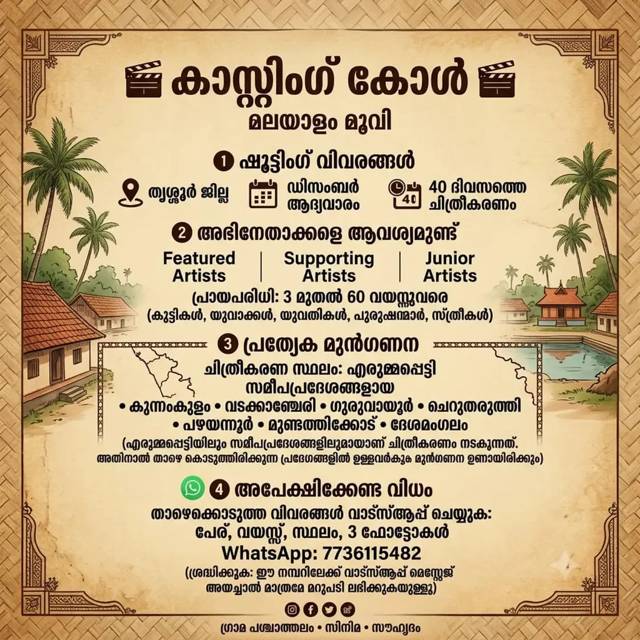 കാസ്റ്റിംഗ് കോൾ
മലയാളം മൂവി
1 ഷൂട്ടിംഗ് വിവരങ്ങൾ
തൃശ്ശൂർ ജില്ല
ഡിസംബർ
ആദ്യവാരം
40 ദിവസത്തെ
ചിത്രീകരണം
2 അഭിനേതാക്കളെ ആവശ്യമുണ്ട്
Featured
Artists
Supporting
Artists
Junior
Artists
പ്രായപരിധി: 3 മുതൽ 60 വയസ്സുവരെ
(കുട്ടികൾ, യുവാക്കൾ, യുവതികൾ, പുരുഷന്മാർ, സ്ത്രീകൾ)
3 പ്രത്യേക മുൻഗണന
ചിത്രീകരണ സ്ഥലം: എരുമ്മപ്പെട്ടി
സമീപപ്രദേശങ്ങളായ
• കുന്നംകുളം • വടക്കാഞ്ചേരി • ഗുരുവായൂർ • ചെറുതരുത്തി
• പഴയന്നൂർ • മുണ്ടത്തിക്കോട് • ദേശമംഗലം
(എരുമ്മപ്പെട്ടിയിലും സമീപപ്രദേശങ്ങളിലുമായാണ് ചിത്രീകരണം നടകുന്നത്.
അതിനാൽ താഴെ കൊടുത്തിരിക്കുന്ന ഉള്ളവർകുക മുൻഗണന ഉണായിരിക്കും)
4 അപേക്ഷിക്കേണ്ട വിധം
താഴെക്കൊടുത്ത വിവരങ്ങൾ വാട്സ്ആപ്പ് ചെയ്യുക:
പേര്, വയസ്സ്, സ്ഥലം, 3 ഫോട്ടോകൾ
WhatsApp: 7736115482
(ശ്രദ്ധിക്കുക: ഈ നമ്പറിലേക്ക് വാട്സ്ആപ്പ് മെസ്സേജ്
അയച്ചാൽ മാത്രമേ മറുപടി ലഭിക്കുകയുള്ളൂ)
ഗ്രാമ പശ്ചാത്തലം • സിനിമ • സൗഹൃദം